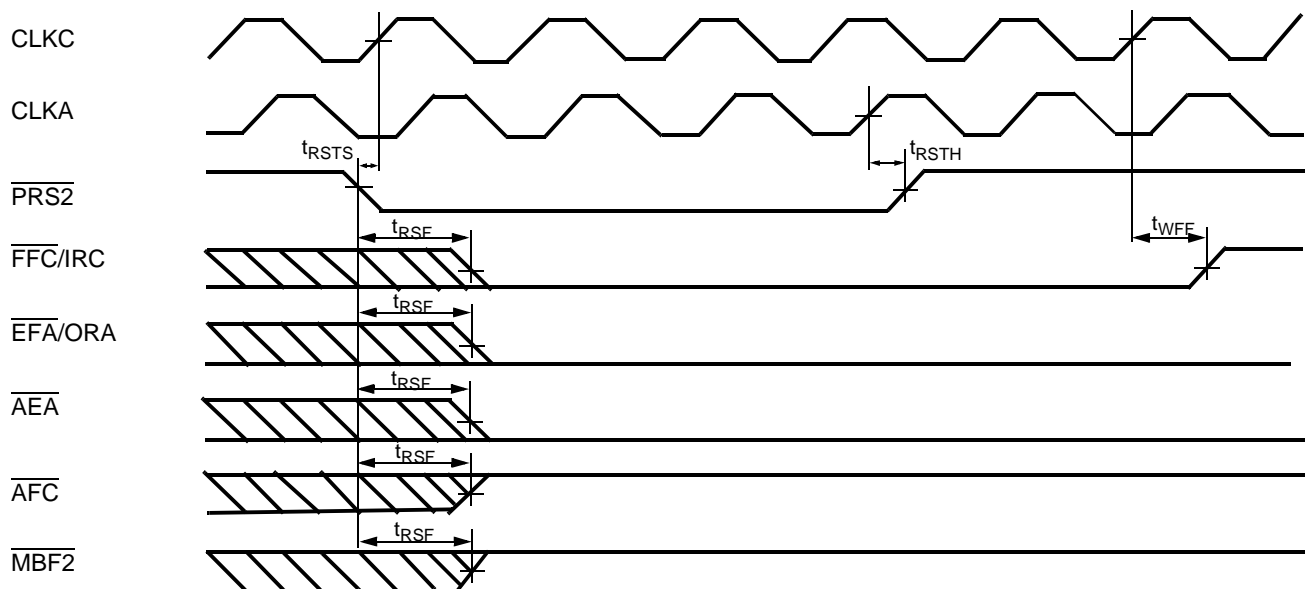 CLKC
CLKA
tRSTS
tRSTH
PRS2
tRSF
tWFF
FFC/IRC
tRSF
EFA/ORA
tRSF
AEA
tRSF
AFC
tRSF
MBF2